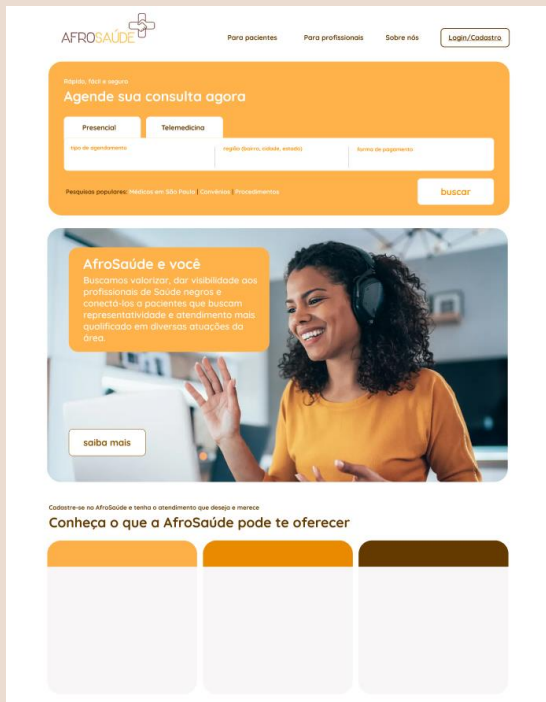 AFROSAÚDE
Para pacientes
Para profissionais
Sobre nós
Login/Cadastro
Rápido, fácil e seguro
Agende sua consulta agora
Presencial
Telemedicina
tipo de agendamento
região (bairro, cidade, estado)
forma de pagamento
Pesquisas populares Médicos em São Paulo | Convênios | Procedimentos
buscar
AfroSaúde e você
Buscamos valorizar, dar visibilidade aos
profissionais de Saúde negros e
conectá-los a pacientes que buscam
representatividade e atendimento mais
qualificado em diversas atuações da
área.
saiba mais
Cadastre-se no AfroSaúde e tenha o atendimento que deseja e merece
Conheça o que a AfroSaúde pode te oferecer